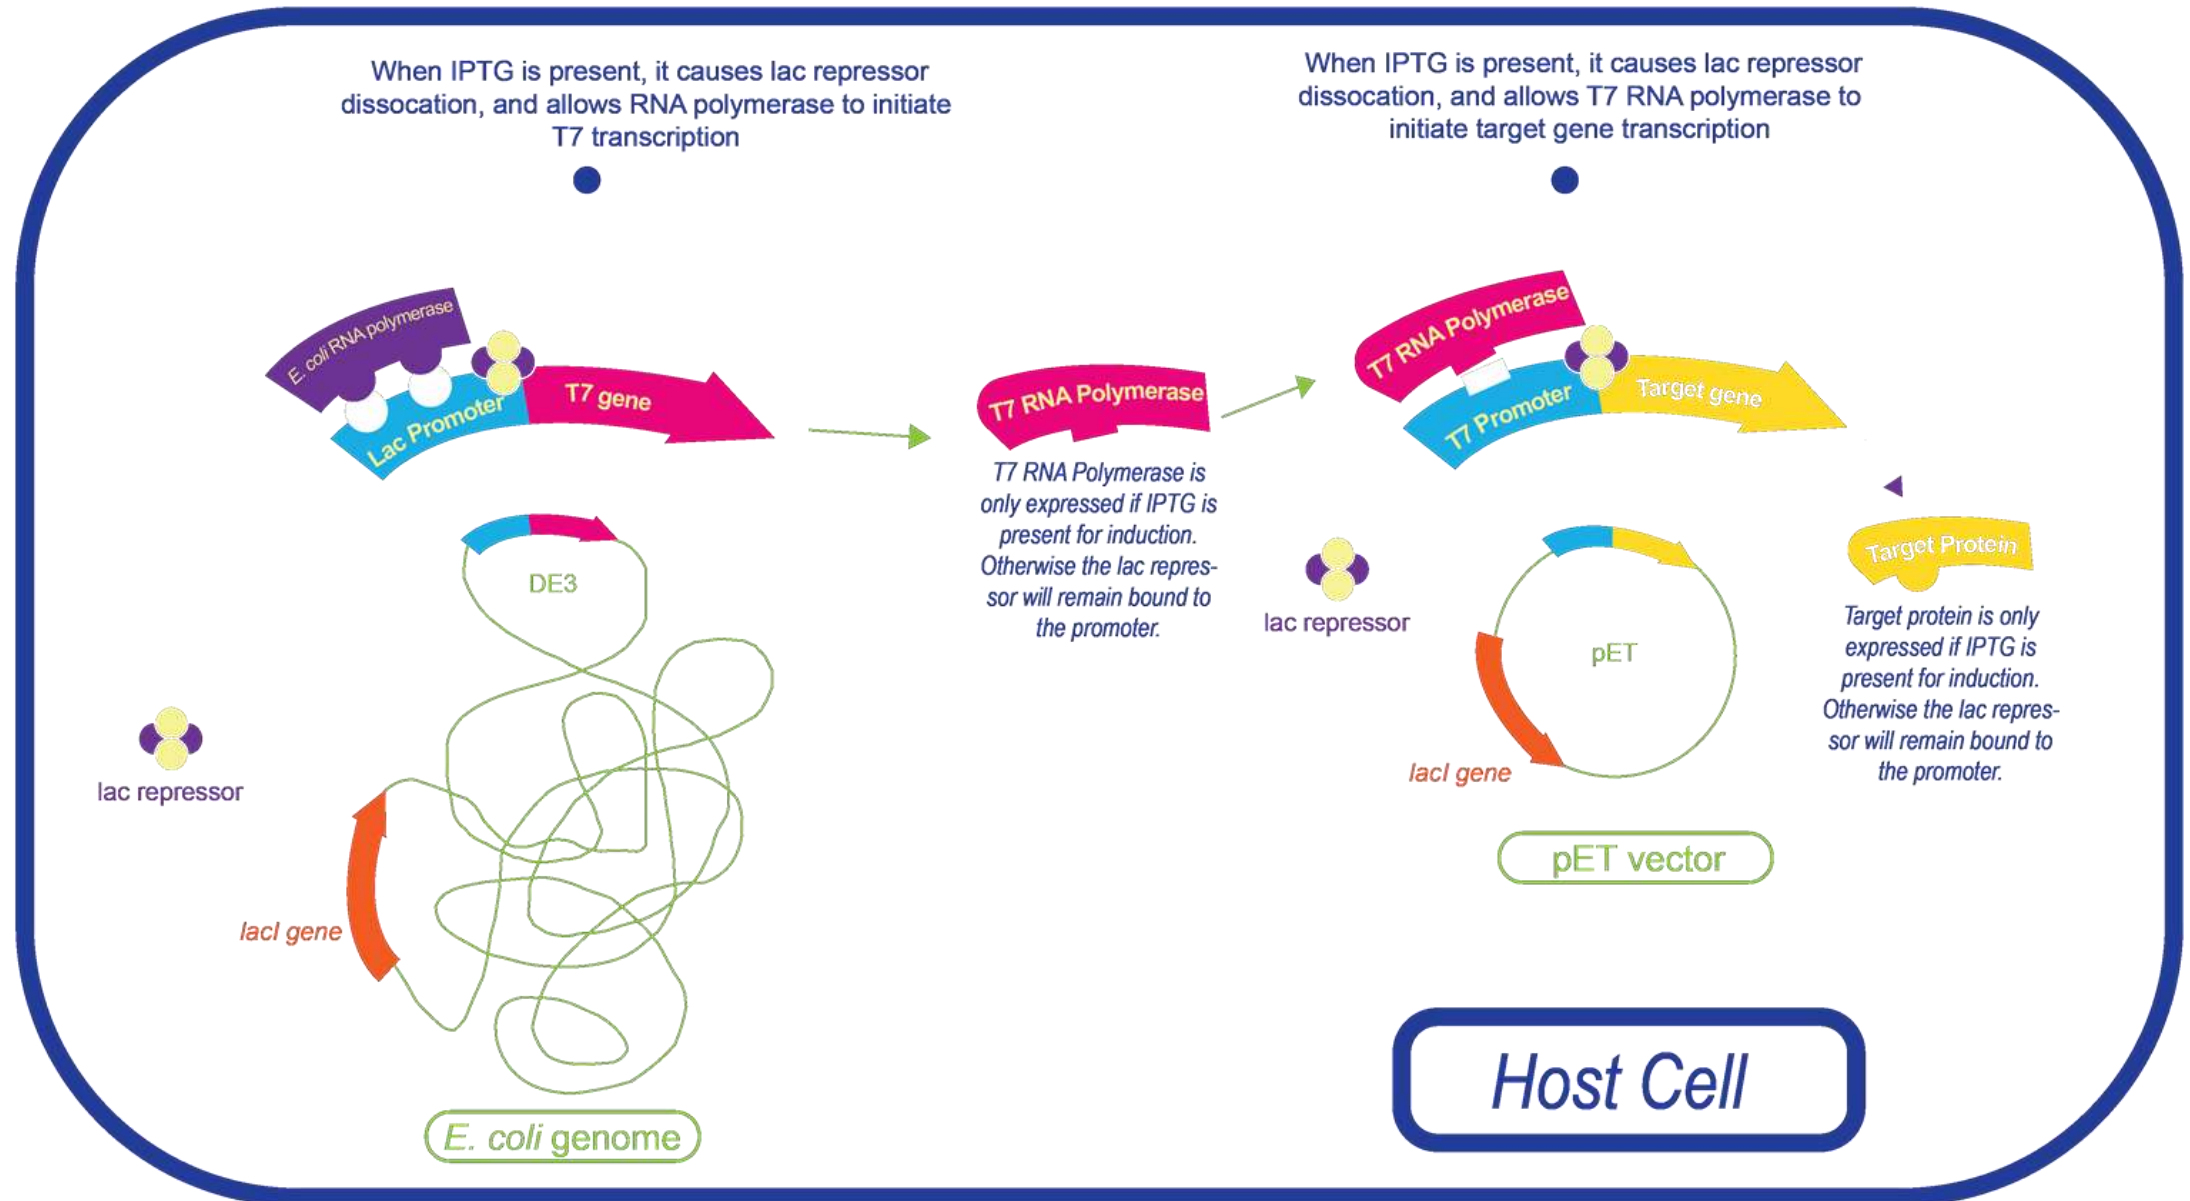 When IPTG is present, it causes lac repressor
dissocation, and allows RNA polymerase to initiate
T7 transcription
When IPTG is present, it causes lac repressor
dissocation, and allows T7 RNA polymerase to
initiate target gene transcription
E. coli RNA polymerase
Lac Promoter
T7 gene
T7 RNA Polymerase
T7 RNA Polymerase is
only expressed if IPTG is
present for induction.
Otherwise the lac repres-
sor will remain bound to
the promoter.
T7 RNA Polymerase
T7 Promoter
Target gene
DE3
lac repressor
lacI gene
E. coli genome
lac repressor
pET
lacI gene
pET vector
Target Protein
Target protein is only
expressed if IPTG is
present for induction.
Otherwise the lac repres-
sor will remain bound to
the promoter.
Host Cell